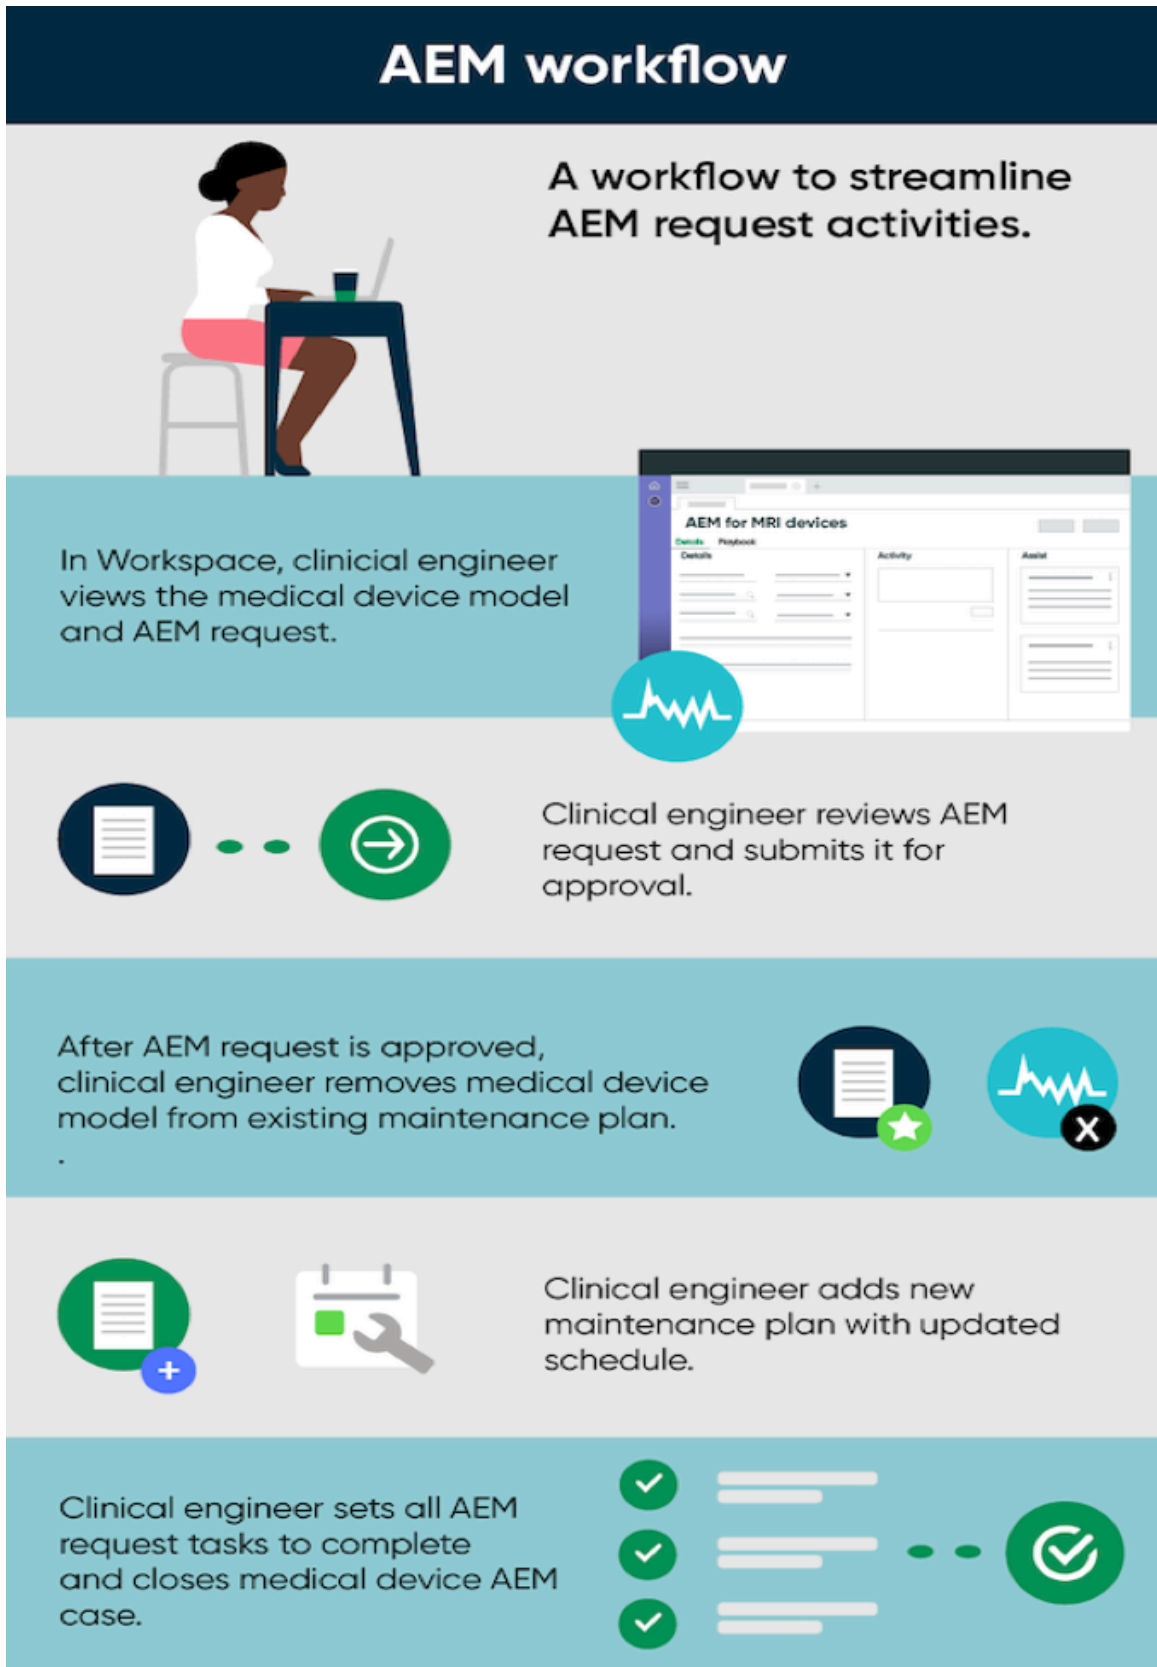 AEM workflow
A workflow to streamline
AEM request activities.
AEM for MRI devices
Details Playbook
Details
Activity
Assist
In Workspace, clinicial engineer
views the medical device model
and AEM request.
Clinical engineer reviews AEM
request and submits it for
approval.
After AEM request is approved,
clinical engineer removes medical device
model from existing maintenance plan.
.
Clinical engineer adds new
maintenance plan with updated
schedule.
Clinical engineer sets all AEM
request tasks to complete
and closes medical device AEM
case.